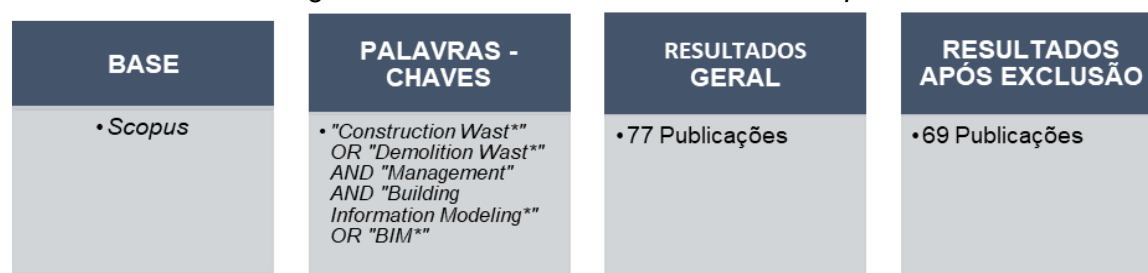 BASE
• Scopus
PALAVRAS -
CHAVES
• "Construction Wast*"
OR "Demolition Wast*"
AND "Management"
AND "Building
Information Modeling*"
OR "BIM*"
RESULTADOS
GERAL
• 77 Publicações
RESULTADOS
APÓS EXCLUSÃO
• 69 Publicações